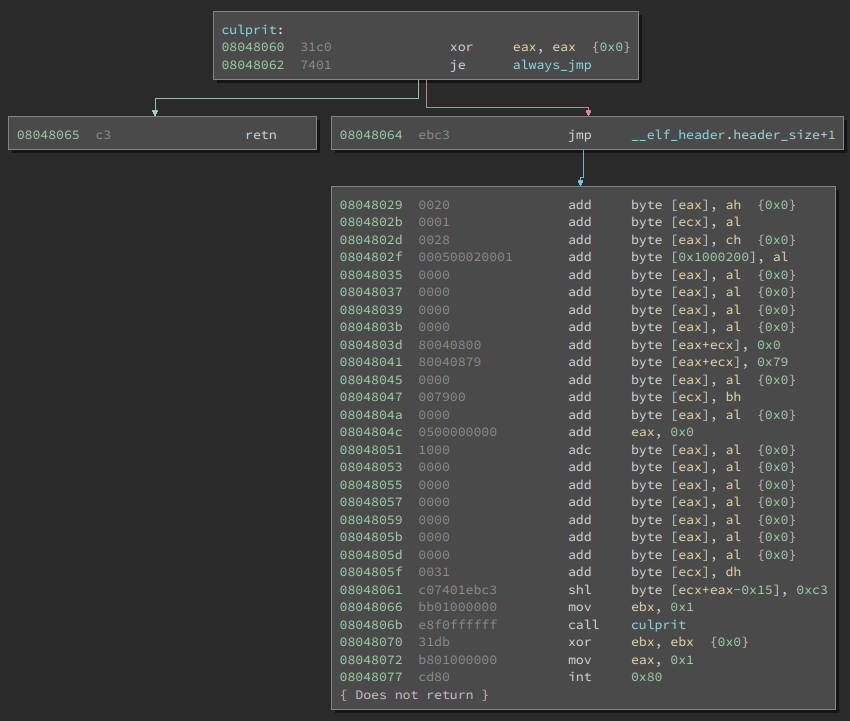 culprit:
08048060 31c0 xor eax, eax {0x0}
08048062 7401 je always_jmp
08048065 c3 retn
08048064 ebc3 jmp __elf_header.header_size+1
08048029 0020 add byte [eax], ah {0x0}
0804802b 0001 add byte [ecx], al
0804802d 0028 add byte [eax], ch {0x0}
0804802f 000500020001 add byte [0x1000200], al
08048035 0000 add byte [eax], al {0x0}
08048037 0000 add byte [eax], al {0x0}
08048039 0000 add byte [eax], al {0x0}
0804803b 0000 add byte [eax], al {0x0}
0804803d 80040800 add byte [eax+ecx], 0x0
08048041 80040879 add byte [eax+ecx], 0x79
08048045 0000 add byte [eax], al {0x0}
08048047 007900 add byte [ecx], bh
0804804a 0000 add byte [eax], al {0x0}
0804804c 0500000000 add eax, 0x0
08048051 1000 adc byte [eax], al {0x0}
08048053 0000 add byte [eax], al {0x0}
08048055 0000 add byte [eax], al {0x0}
08048057 0000 add byte [eax], al {0x0}
08048059 0000 add byte [eax], al {0x0}
0804805b 0000 add byte [eax], al {0x0}
0804805d 0000 add byte [eax], al {0x0}
0804805f 0031 add byte [ecx], dh
08048061 c07401ebc3 shl byte [ecx+eax-0x15], 0xc3
08048066 bb01000000 mov ebx, 0x1
0804806b e8f0ffffff call culprit
08048070 31db xor ebx, ebx {0x0}
08048072 b801000000 mov eax, 0x1
08048077 cd80 int 0x80
{ Does not return }